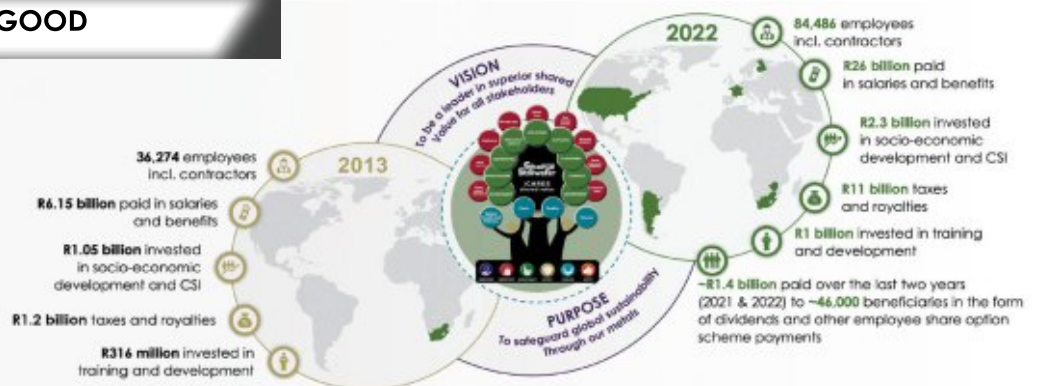 GOOD
VISION
To be a leader in superior shared
Value for all stakeholders
2013
36,274 employees
incl. contractors
R6.15 billion paid in salaries
and benefits
R1.05 billion invested
in socio-economic
development and CSI
R1.2 billion taxes and royalties
R316 million invested in
training and development
Sibanye
Stillwater
iCARES
PURPOSE
To safeguard global sustainability
Through our metals
2022
84,486 employees
incl. contractors
R26 billion paid
in salaries and benefits
R2.3 billion invested
in socio-economic
development and CSI
R11 billion taxes
and royalties
R1 billion invested in training
and development
~R1.4 billion paid over the last two years
(2021 & 2022) to ~46,000 beneficiaries in the form
of dividends and other employee share option
scheme payments